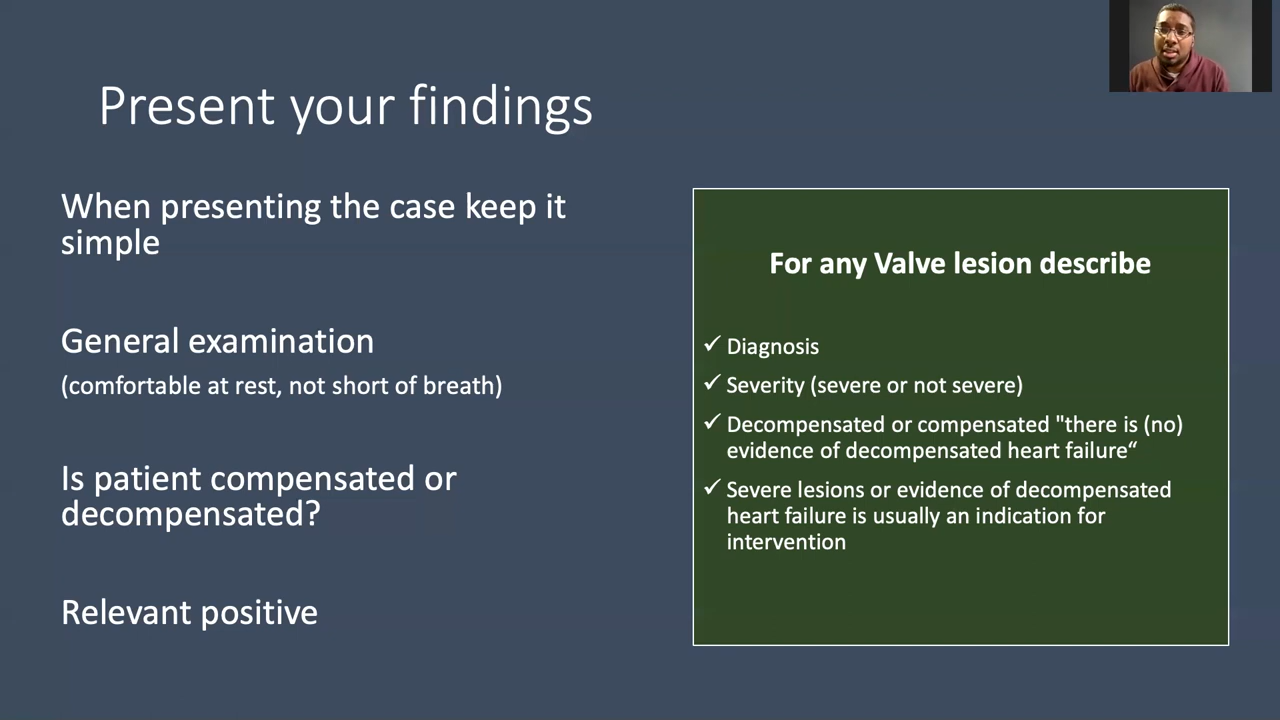 Present your findings
When presenting the case keep it
simple
General examination
(comfortable at rest, not short of breath)
Is patient compensated or
decompensated?
Relevant positive
For any Valve lesion describe
✓ Diagnosis
✓ Severity (severe or not severe)
✓ Decompensated or compensated "there is (no)
evidence of decompensated heart failure“
✓ Severe lesions or evidence of decompensated
heart failure is usually an indication for
intervention